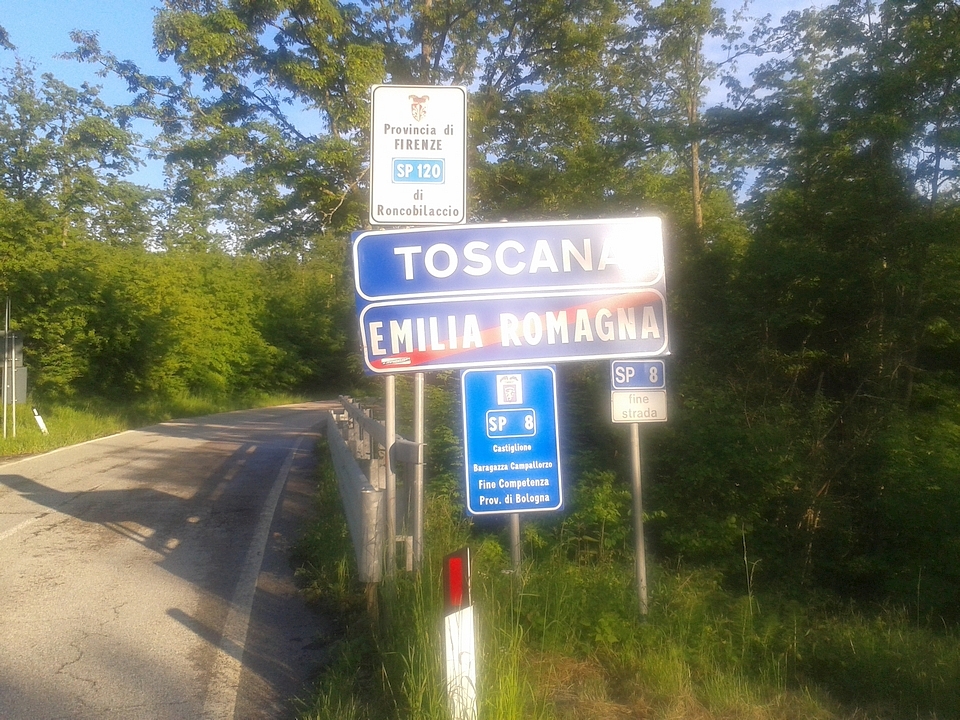 Provincia di
FIRENZE
SP 120
di
Roncobilaccio
TOSCANA
EMILIA ROMAGNA
SP 8
fine
strada
SP 8
Castiglione
Baragazza Campallorzo
Fine Competenza
Prov. di Bologna